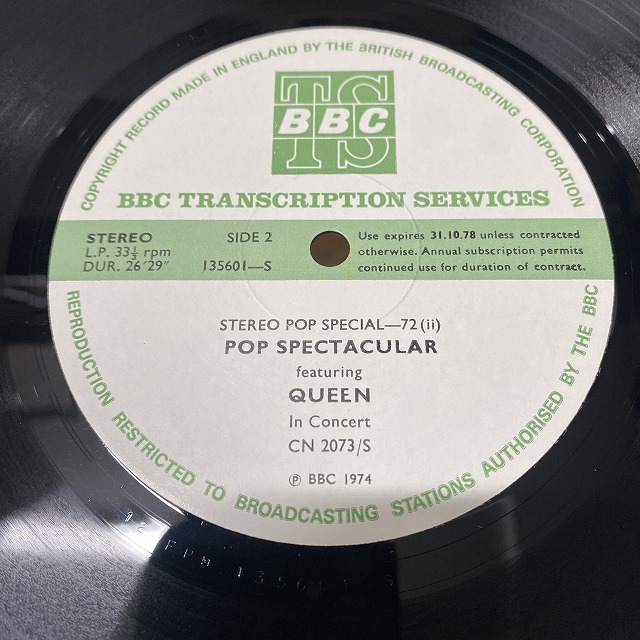 COPYRIGHT RECORD MADE IN ENGLAND BY THE BRITISH BROADCASTING CORPORATION
TS
BBC
BBC TRANSCRIPTION SERVICES
STEREO
L.P. 33⅓ rpm
DUR. 26′29″
SIDE 2
135601—S
Use expires 31.10.78 unless contracted
otherwise. Annual subscription permits
continued use for duration of contract.
STEREO POP SPECIAL—72 (ii)
POP SPECTACULAR
featuring
QUEEN
In Concert
CN 2073/S
℗ BBC 1974
REPRODUCTION RESTRICTED TO BROADCASTING STATIONS AUTHORISED BY THE BBC